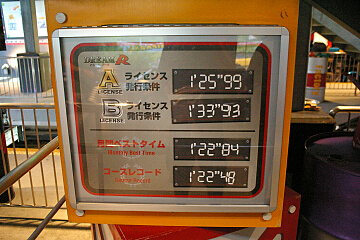 DREAM R
A ライセンス 1'25"99
LICENSE 発行条件
B ライセンス 1'33"93
LICENSE 発行条件
月間ベストタイム 1'22"84
Monthly Best Time
コースレコード 1'22"48
Course Record